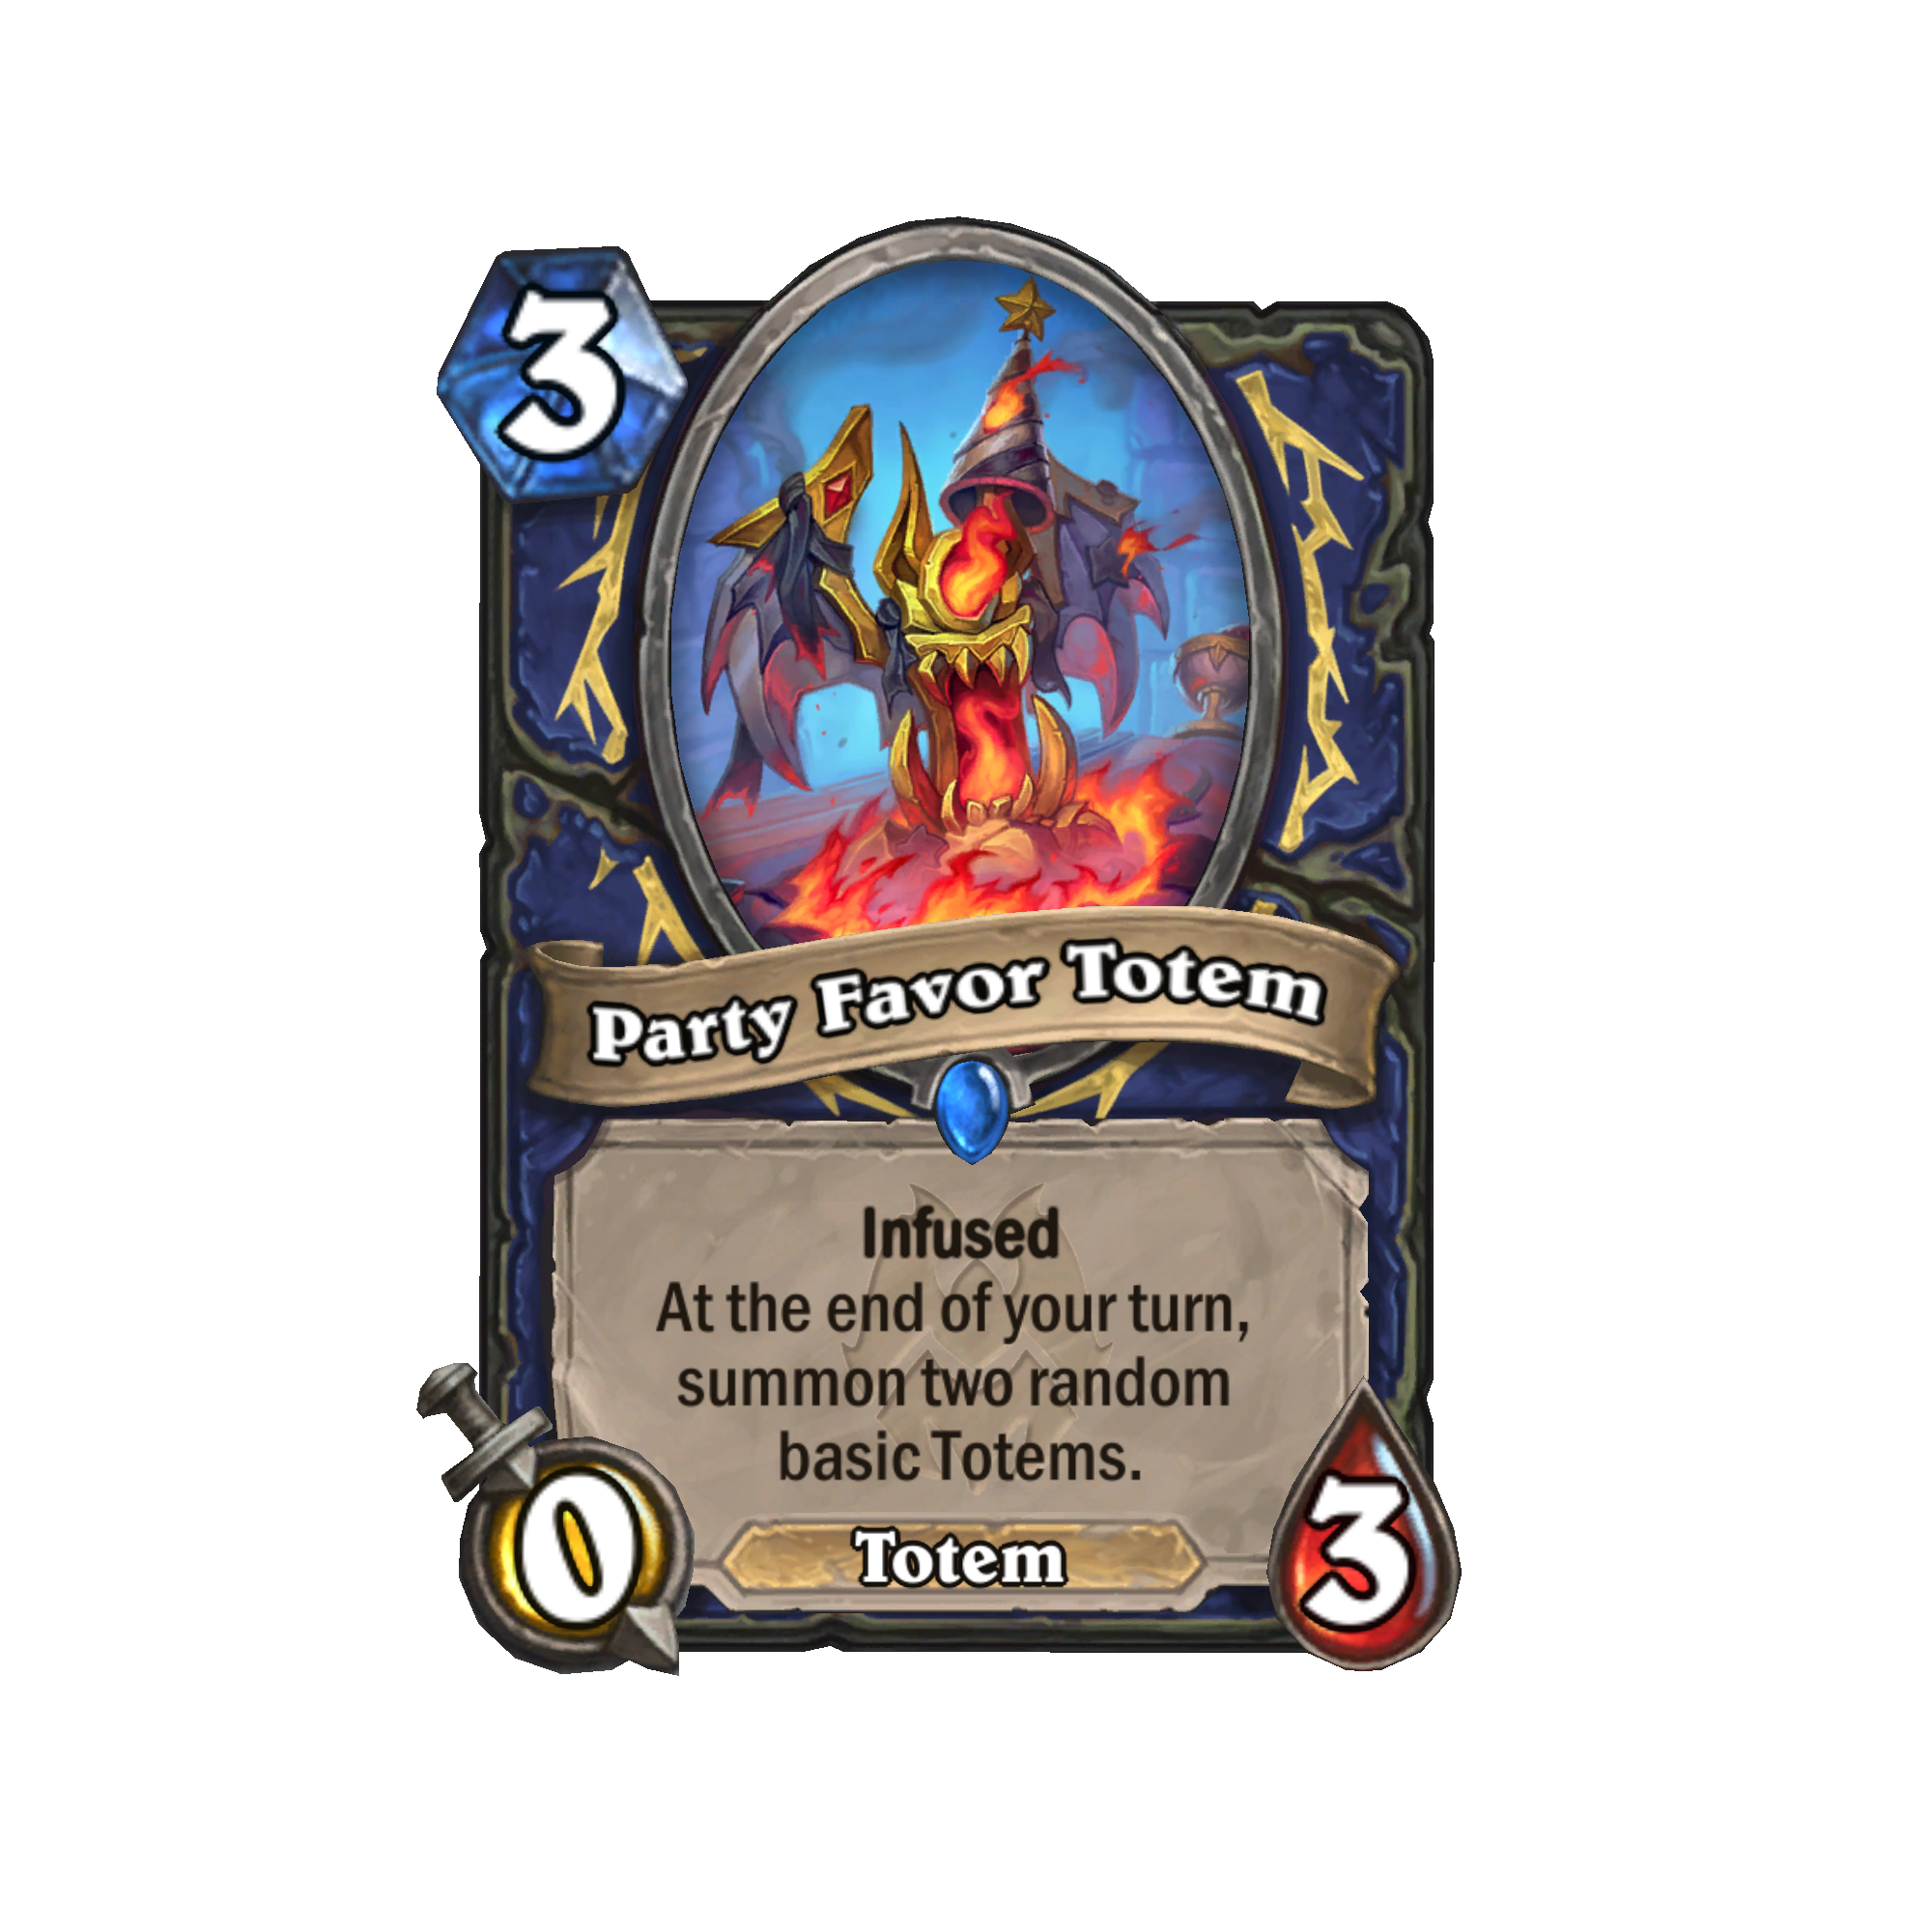 3
Party Favor Totem
Infused
At the end of your turn,
summon two random
basic Totems.
Totem
0
3